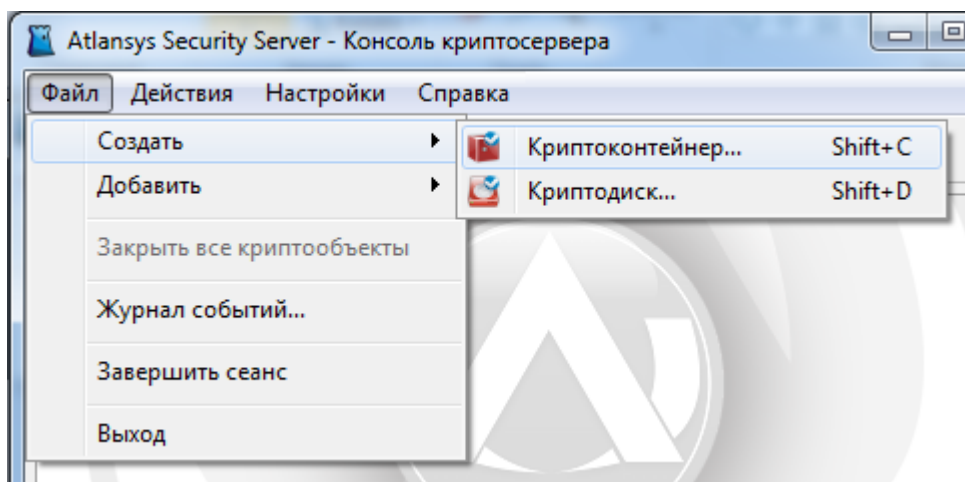 Atlansys Security Server - Консоль криптосервера
Файл Действия Настройки Справка
Создать
Криптоконтейнер... Shift+C
Добавить
Криптодиск... Shift+D
Закрыть все криптообъекты
Журнал событий...
Завершить сеанс
Выход